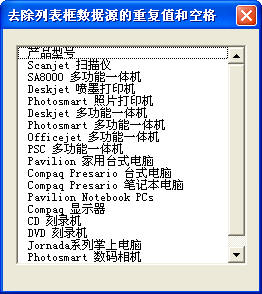 去除列表框数据源的重复值和空格
产品型号
Scanjet 扫描仪
SA8000 多功能一体机
Deskjet 喷墨打印机
Photosmart 照片打印机
Deskjet 多功能一体机
Photosmart 多功能一体机
Officejet 多功能一体机
PSC 多功能一体机
Pavilion 家用台式电脑
Compaq Presario 台式电脑
Compaq Presario 笔记本电脑
Pavilion Notebook PCs
Compaq 显示器
CD 刻录机
DVD 刻录机
Jornada系列掌上电脑
Photosmart 数码相机